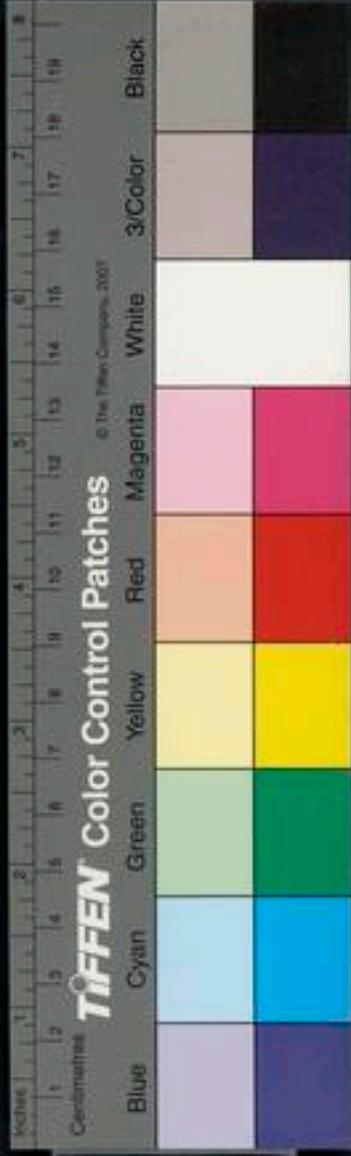 Inches 1 2 3 4 5 6 7 8
Centimetres 1 2 3 4 5 6 7 8 9 10 11 12 13 14 15 16 17 18 19
TIFFEN® Color Control Patches © The Tiffen Company, 2007
Blue Cyan Green Yellow Red Magenta White 3/Color Black